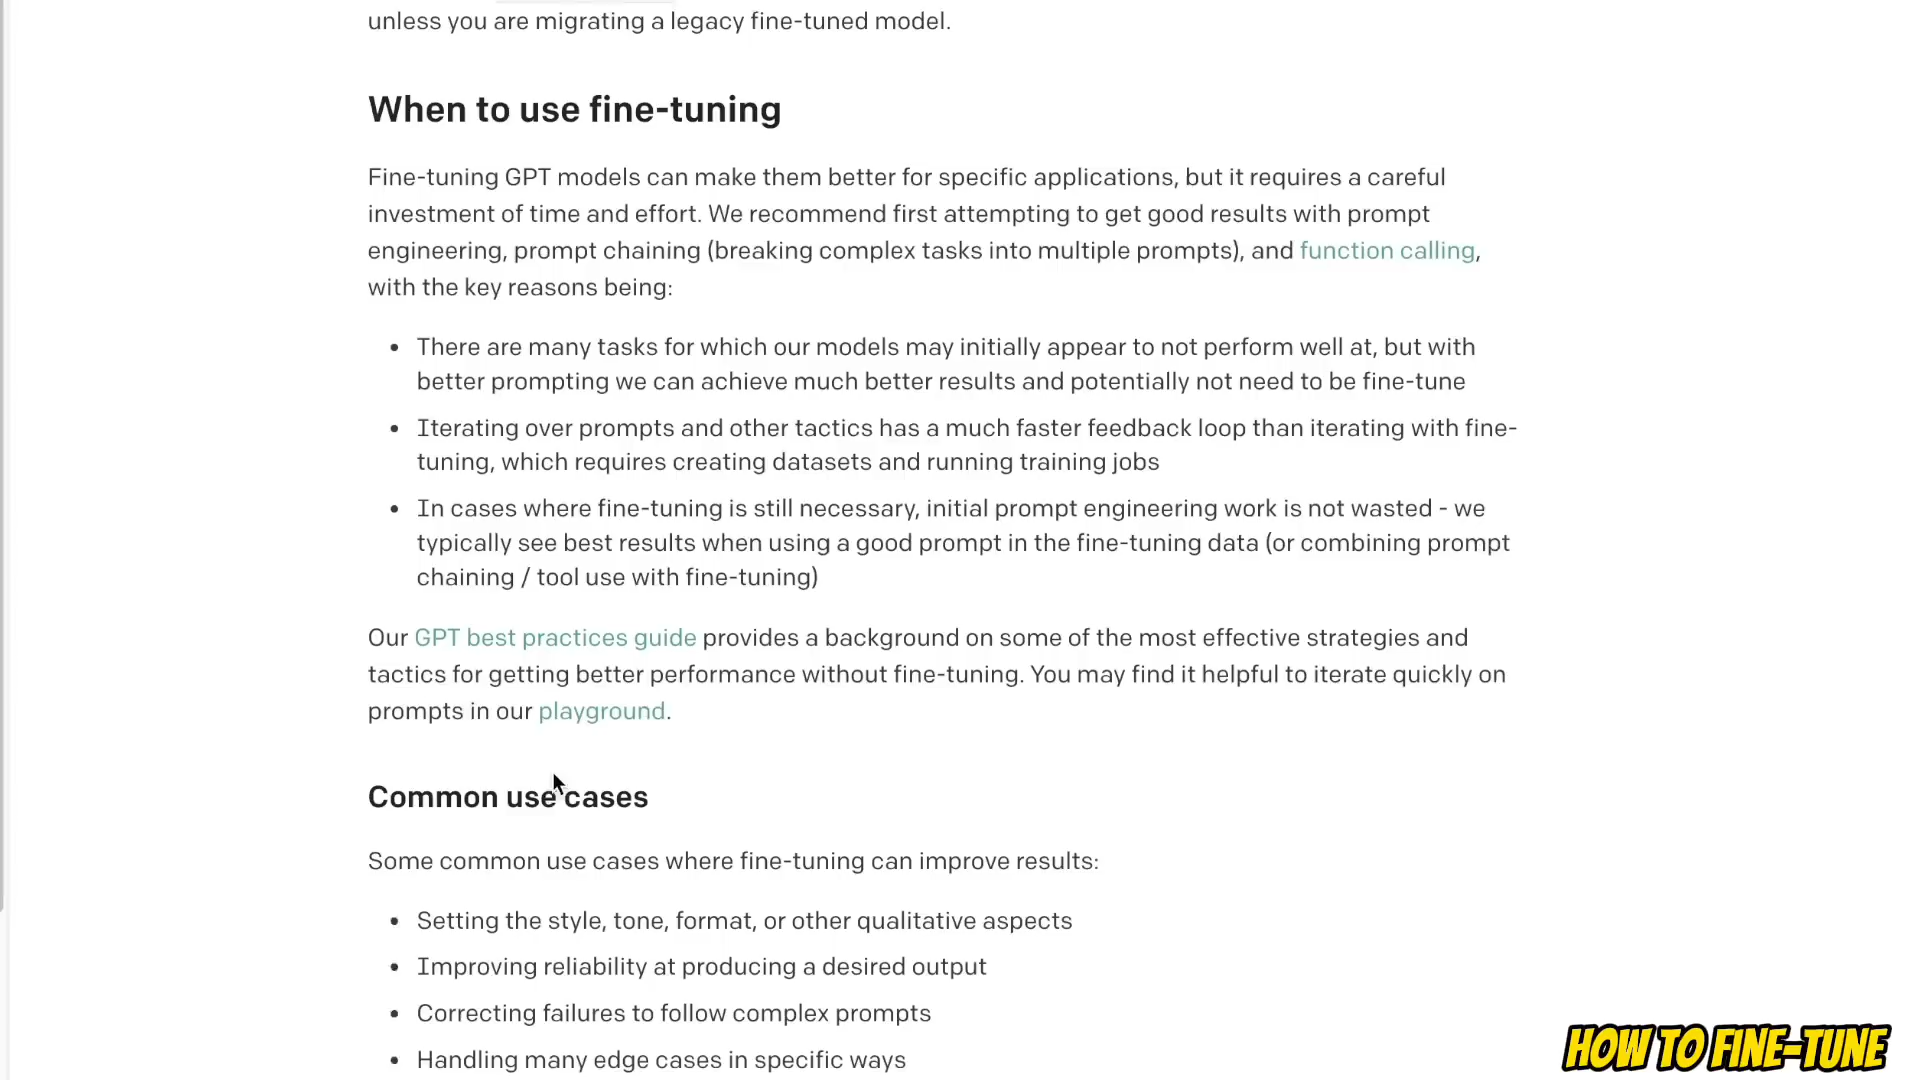 unless you are migrating a legacy fine-tuned model.
When to use fine-tuning
Fine-tuning GPT models can make them better for specific applications, but it requires a careful
investment of time and effort. We recommend first attempting to get good results with prompt
engineering, prompt chaining (breaking complex tasks into multiple prompts), and function calling,
with the key reasons being:
• There are many tasks for which our models may initially appear to not perform well at, but with
better prompting we can achieve much better results and potentially not need to be fine-tune
• Iterating over prompts and other tactics has a much faster feedback loop than iterating with fine-
tuning, which requires creating datasets and running training jobs
• In cases where fine-tuning is still necessary, initial prompt engineering work is not wasted - we
typically see best results when using a good prompt in the fine-tuning data (or combining prompt
chaining / tool use with fine-tuning)
Our GPT best practices guide provides a background on some of the most effective strategies and
tactics for getting better performance without fine-tuning. You may find it helpful to iterate quickly on
prompts in our playground.
Common use cases
Some common use cases where fine-tuning can improve results:
• Setting the style, tone, format, or other qualitative aspects
• Improving reliability at producing a desired output
• Correcting failures to follow complex prompts
• Handling many edge cases in specific ways
HOW TO FINE-TUNE